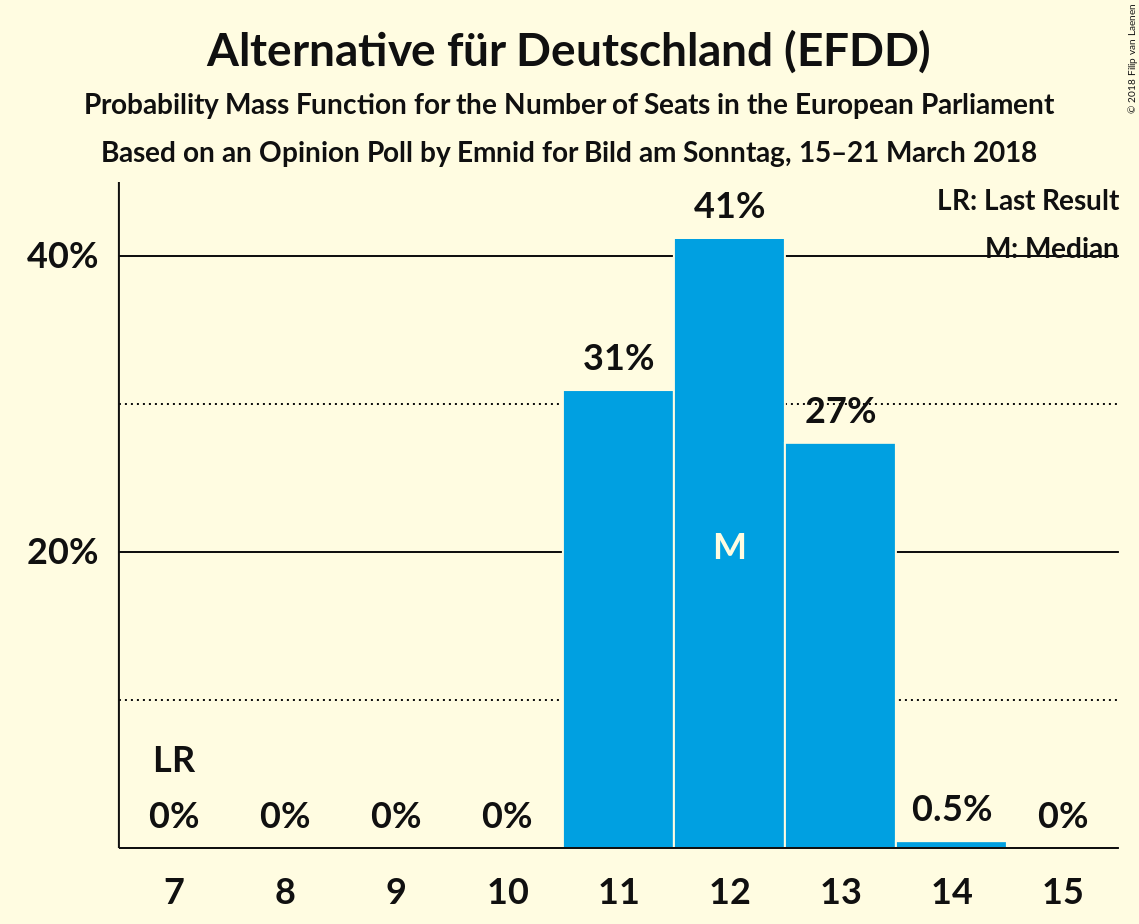 Alternative für Deutschland (EFDD)
Probability Mass Function for the Number of Seats in the European Parliament
Based on an Opinion Poll by Emnid for Bild am Sonntag, 15–21 March 2018
© 2018 Filip van Laenen
LR: Last Result
M: Median
40%
20%
41%
31%
27%
M
LR
0%
0%
0%
0%
0.5%
0%
7
8
9
10
11
12
13
14
15